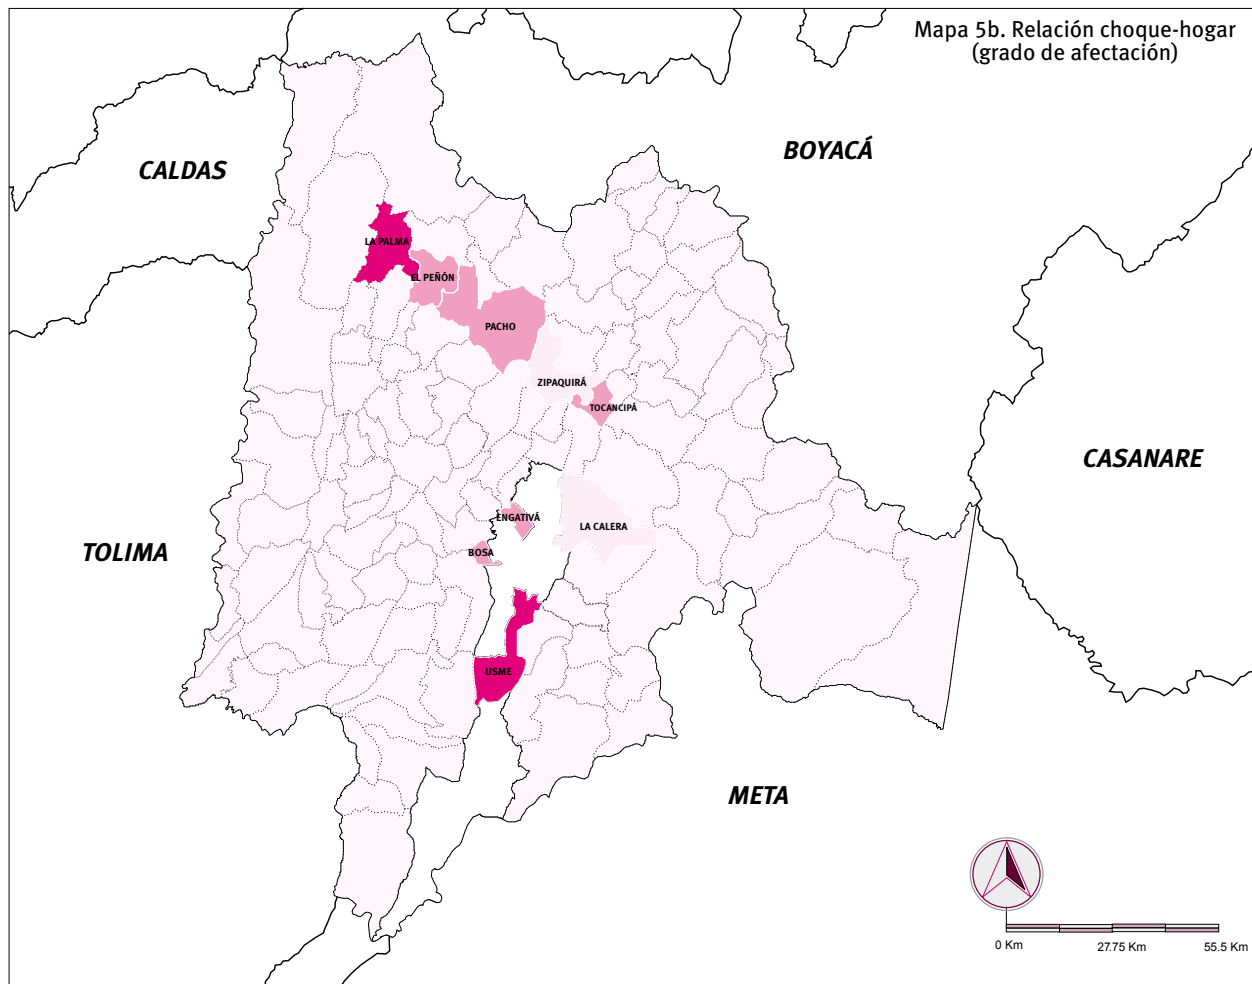 Mapa 5b. Relación choque-hogar
(grado de afectación)
BOYACÁ
CALDAS
LA PALMA
EL PEÑÓN
PACHO
ZIPAQUIRÁ
TOCANCIPÁ
CASANARE
ENGATIVÁ
LA CALERA
TOLIMA
BOSA
USME
META
0 Km
27.75 Km
55.5 Km